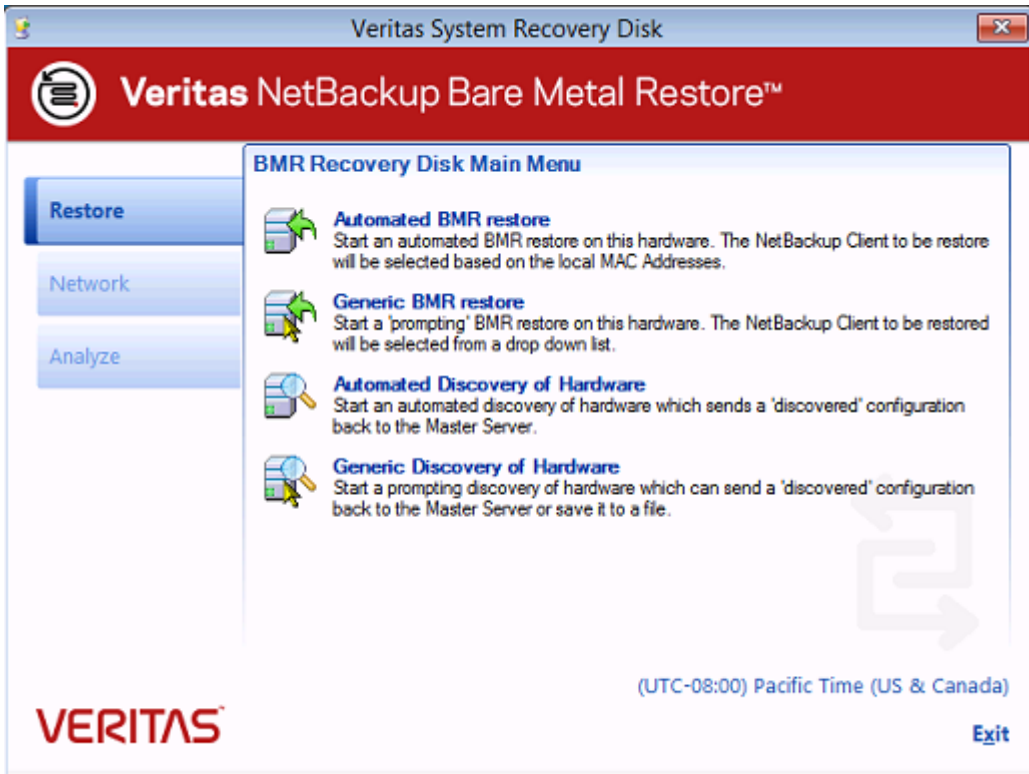 Veritas System Recovery Disk
Veritas NetBackup Bare Metal Restore™
BMR Recovery Disk Main Menu
Restore
Network
Analyze
Automated BMR restore
Start an automated BMR restore on this hardware. The NetBackup Client to be restore
will be selected based on the local MAC Addresses.
Generic BMR restore
Start a 'prompting' BMR restore on this hardware. The NetBackup Client to be restored
will be selected from a drop down list.
Automated Discovery of Hardware
Start an automated discovery of hardware which sends a 'discovered' configuration
back to the Master Server.
Generic Discovery of Hardware
Start a prompting discovery of hardware which can send a 'discovered' configuration
back to the Master Server or save it to a file.
(UTC-08:00) Pacific Time (US & Canada)
VERITAS
Exit